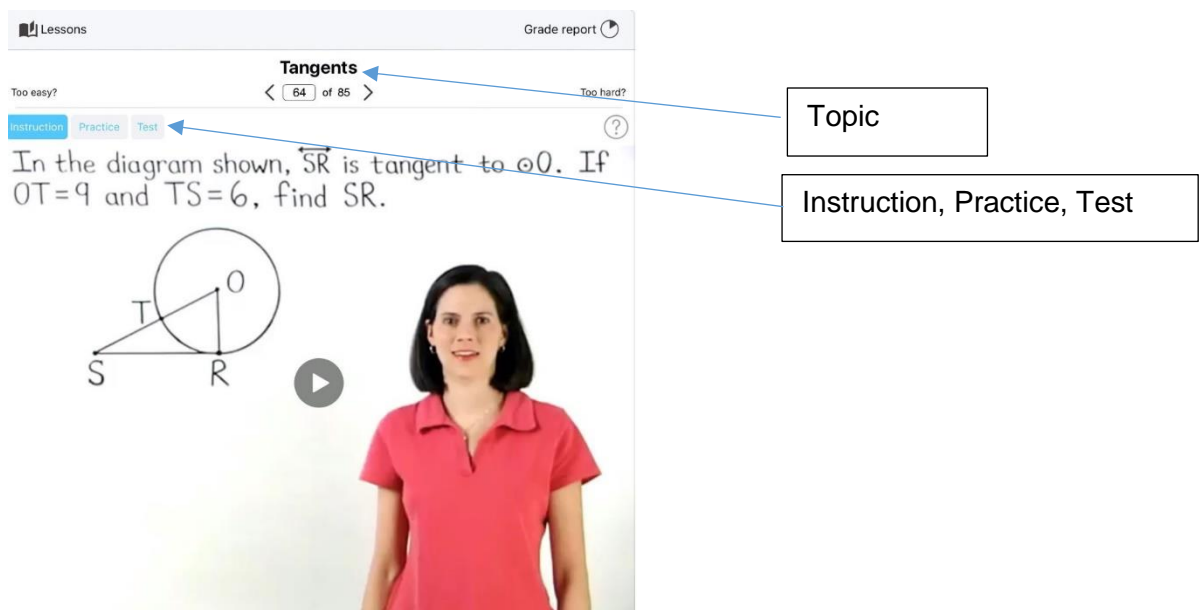 Lessons
Grade report
Tangents
Too easy?
64 of 85
Too hard?
Instruction Practice Test
?
In the diagram shown, S͡R is tangent to ⊙O. If
OT=9 and TS=6, find SR.
O
T
S
R
Topic
Instruction, Practice, Test